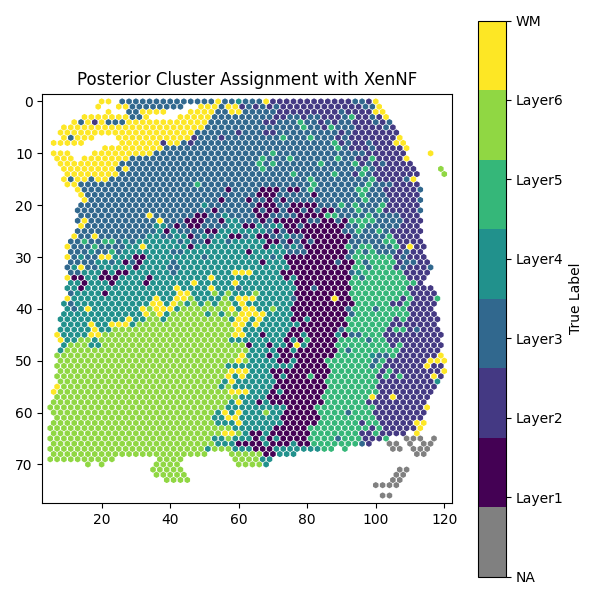 Posterior Cluster Assignment with XenNF
0
10
20
30
40
50
60
70
20
40
60
80
100
120
WM
Layer6
Layer5
Layer4
Layer3
Layer2
Layer1
NA
True Label